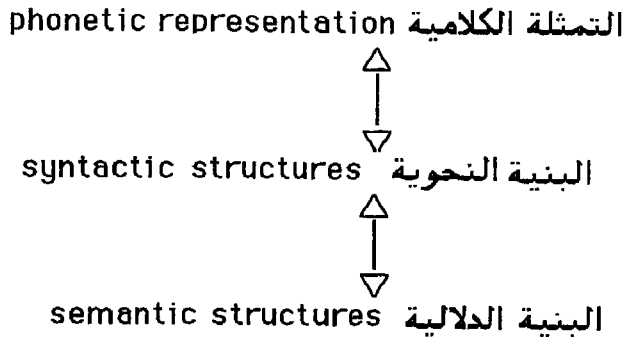 phonetic representation التمثلة الكلامية
syntactic structures البنية النحوية
semantic structures البنية الدلالية